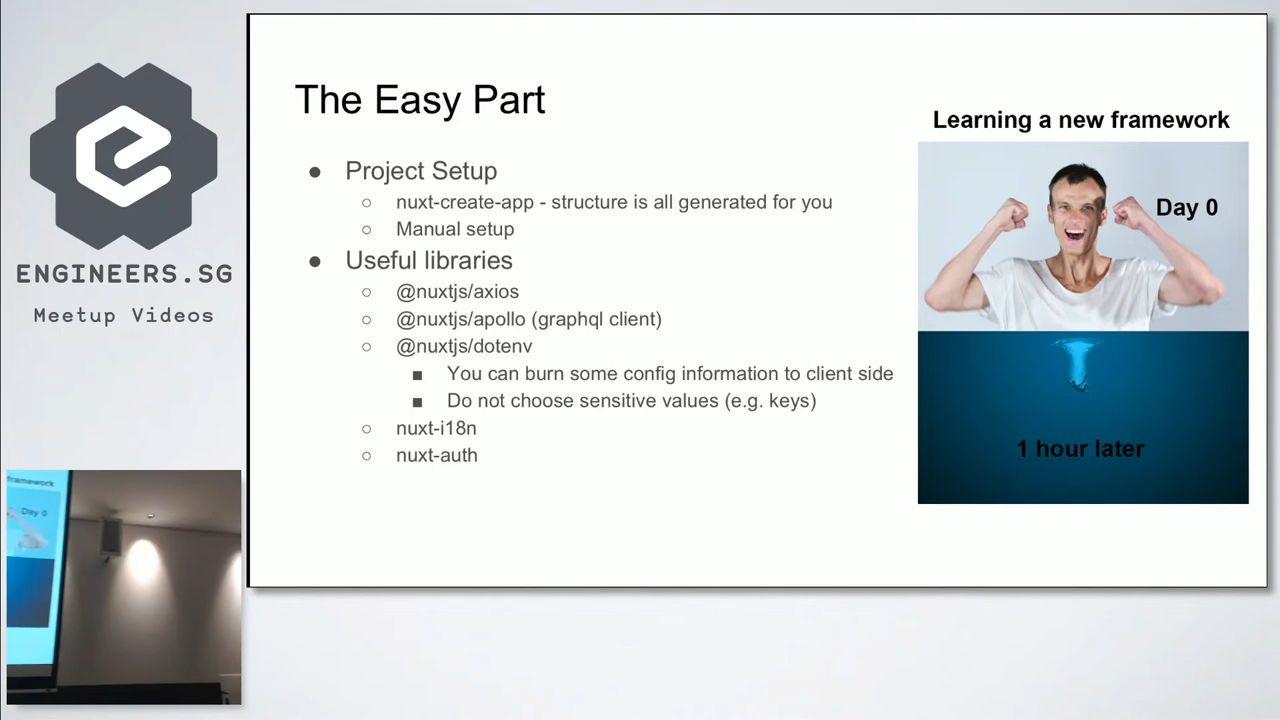 ENGINEERS.SG
Meetup Videos
The Easy Part
● Project Setup
○ nuxt-create-app - structure is all generated for you
○ Manual setup
● Useful libraries
○ @nuxtjs/axios
○ @nuxtjs/apollo (graphql client)
○ @nuxtjs/dotenv
■ You can burn some config information to client side
■ Do not choose sensitive values (e.g. keys)
○ nuxt-i18n
○ nuxt-auth
Learning a new framework
Day 0
1 hour later
framework
Day 0